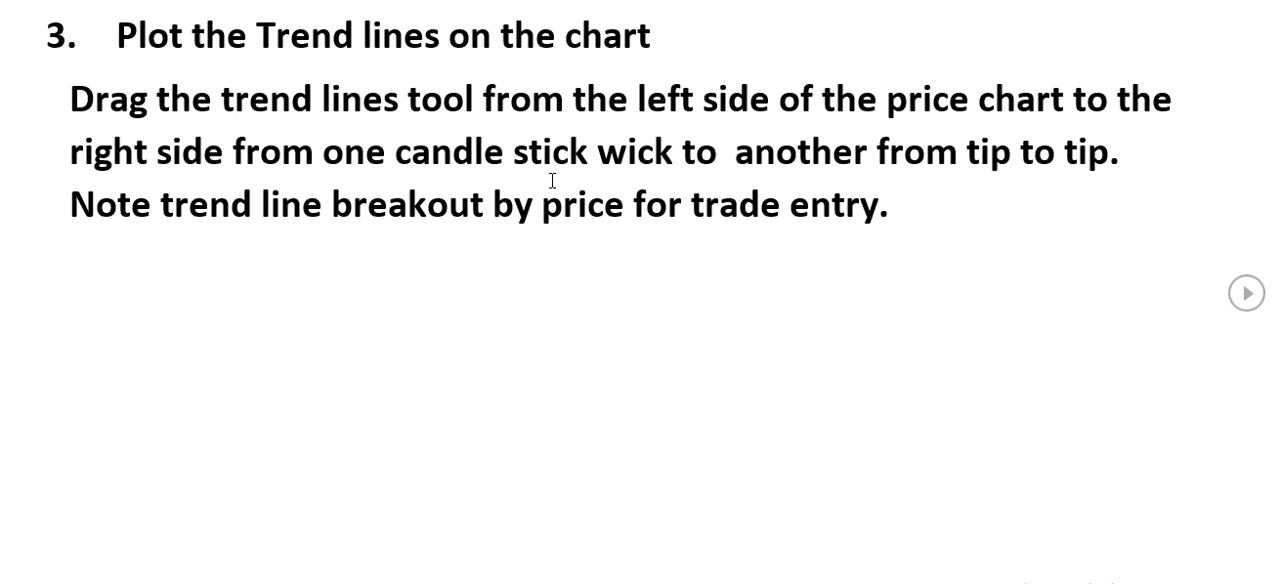 3. Plot the Trend lines on the chart
Drag the trend lines tool from the left side of the price chart to the
right side from one candle stick wick to  another from tip to tip.
Note trend line breakout by price for trade entry.